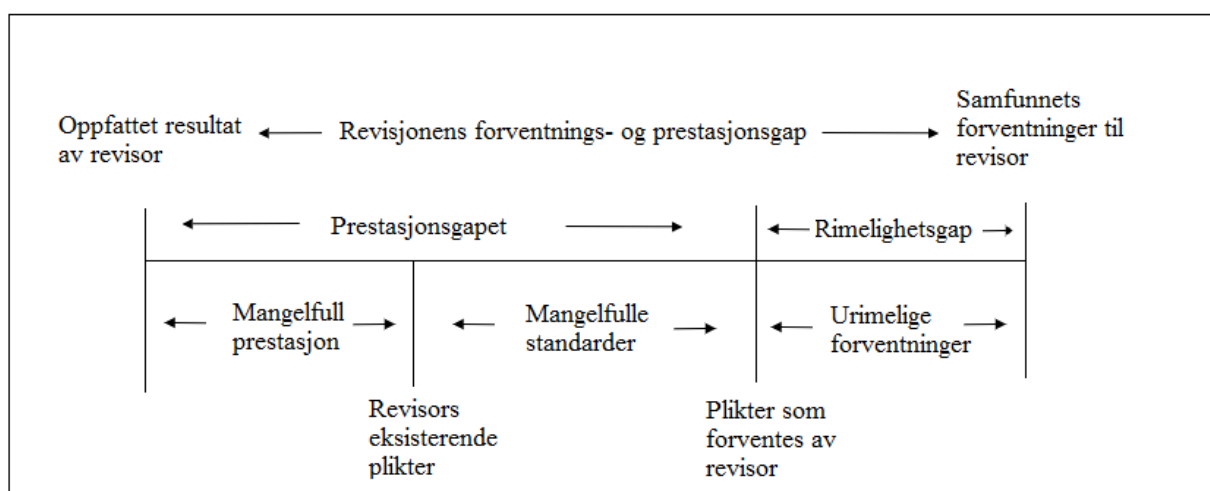 Oppfattet resultat
av revisor
Revisjonens forventnings- og prestasjonsgap
Samfunnets
forventninger til
revisor
Prestasjonsgapet
Rimelighetsgap
Mangelfull
prestasjon
Mangelfulle
standarder
Urimelige
forventninger
Revisors
eksisterende
plikter
Plikter som
forventes av
revisor